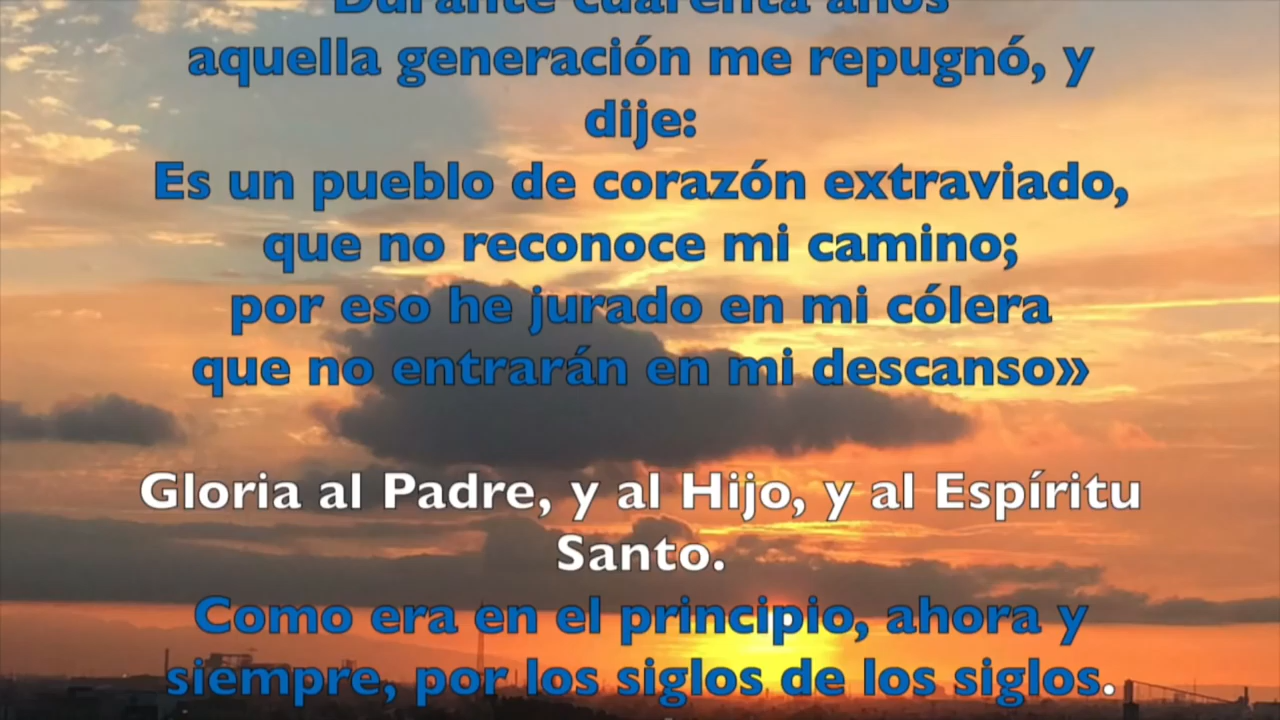 Durante cuarenta años
aquella generación me repugnó, y
dije:
Es un pueblo de corazón extraviado,
que no reconoce mi camino;
por eso he jurado en mi cólera
que no entrarán en mi descanso»
Gloria al Padre, y al Hijo, y al Espíritu
Santo.
Como era en el principio, ahora y
siempre, por los siglos de los siglos.